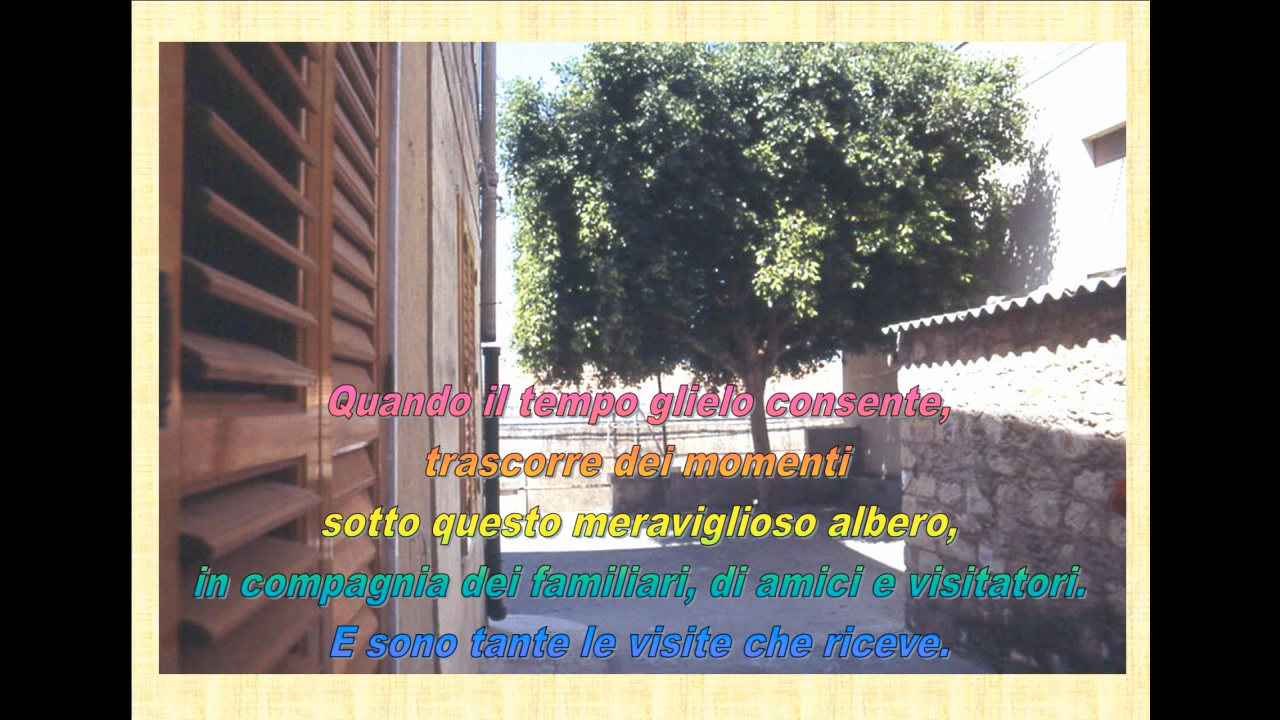 Quando il tempo glielo consente,
trascorre dei momenti
sotto questo meraviglioso albero,
in compagnia dei familiari, di amici e visitatori.
E sono tante le visite che riceve.